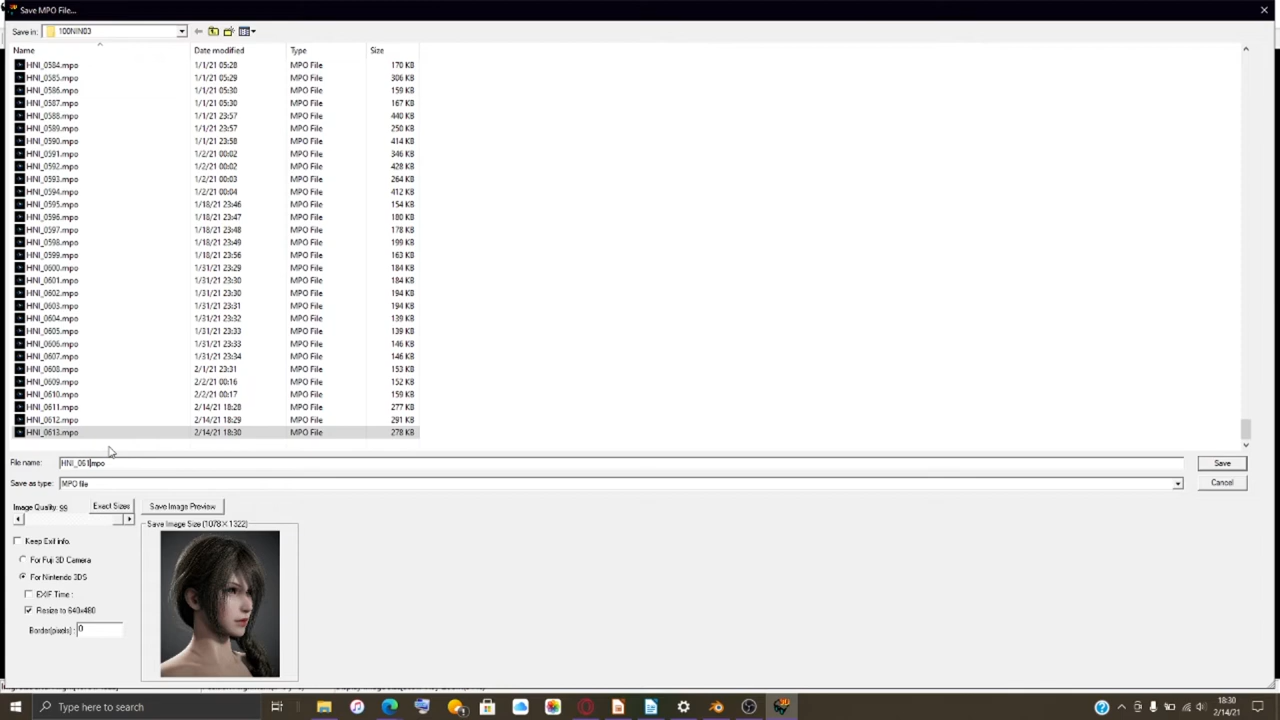 Save MPO File...
Save in: 100NIN03
Name Date modified Type Size
HNI_0584.mpo 1/1/21 05:28 MPO File 170 KB
HNI_0585.mpo 1/1/21 05:29 MPO File 306 KB
HNI_0586.mpo 1/1/21 05:30 MPO File 159 KB
HNI_0587.mpo 1/1/21 05:30 MPO File 167 KB
HNI_0588.mpo 1/1/21 23:57 MPO File 440 KB
HNI_0589.mpo 1/1/21 23:57 MPO File 250 KB
HNI_0590.mpo 1/1/21 23:58 MPO File 414 KB
HNI_0591.mpo 1/2/21 00:02 MPO File 346 KB
HNI_0592.mpo 1/2/21 00:02 MPO File 428 KB
HNI_0593.mpo 1/2/21 00:03 MPO File 264 KB
HNI_0594.mpo 1/2/21 00:04 MPO File 412 KB
HNI_0595.mpo 1/18/21 23:46 MPO File 154 KB
HNI_0596.mpo 1/18/21 23:47 MPO File 180 KB
HNI_0597.mpo 1/18/21 23:48 MPO File 178 KB
HNI_0598.mpo 1/18/21 23:49 MPO File 199 KB
HNI_0599.mpo 1/18/21 23:56 MPO File 163 KB
HNI_0600.mpo 1/31/21 23:29 MPO File 184 KB
HNI_0601.mpo 1/31/21 23:30 MPO File 184 KB
HNI_0602.mpo 1/31/21 23:30 MPO File 194 KB
HNI_0603.mpo 1/31/21 23:31 MPO File 194 KB
HNI_0604.mpo 1/31/21 23:32 MPO File 139 KB
HNI_0605.mpo 1/31/21 23:33 MPO File 139 KB
HNI_0606.mpo 1/31/21 23:33 MPO File 146 KB
HNI_0607.mpo 1/31/21 23:34 MPO File 146 KB
HNI_0608.mpo 2/1/21 23:31 MPO File 153 KB
HNI_0609.mpo 2/2/21 00:16 MPO File 152 KB
HNI_0610.mpo 2/2/21 00:17 MPO File 159 KB
HNI_0611.mpo 2/14/21 18:28 MPO File 277 KB
HNI_0612.mpo 2/14/21 18:29 MPO File 291 KB
HNI_0613.mpo 2/14/21 18:30 MPO File 278 KB
File name: HNI_061.mpo Save
Save as type: MPO file Cancel
Image Quality: 99 Exact Sizes Save Image Preview
Save Image Size (1078×1322)
Keep Exif info.
For Fuji 3D Camera
For Nintendo 3DS
EXIF Time :
Resize to 640x480
Border(pixels) : 0
Type here to search
18:30
2/14/21